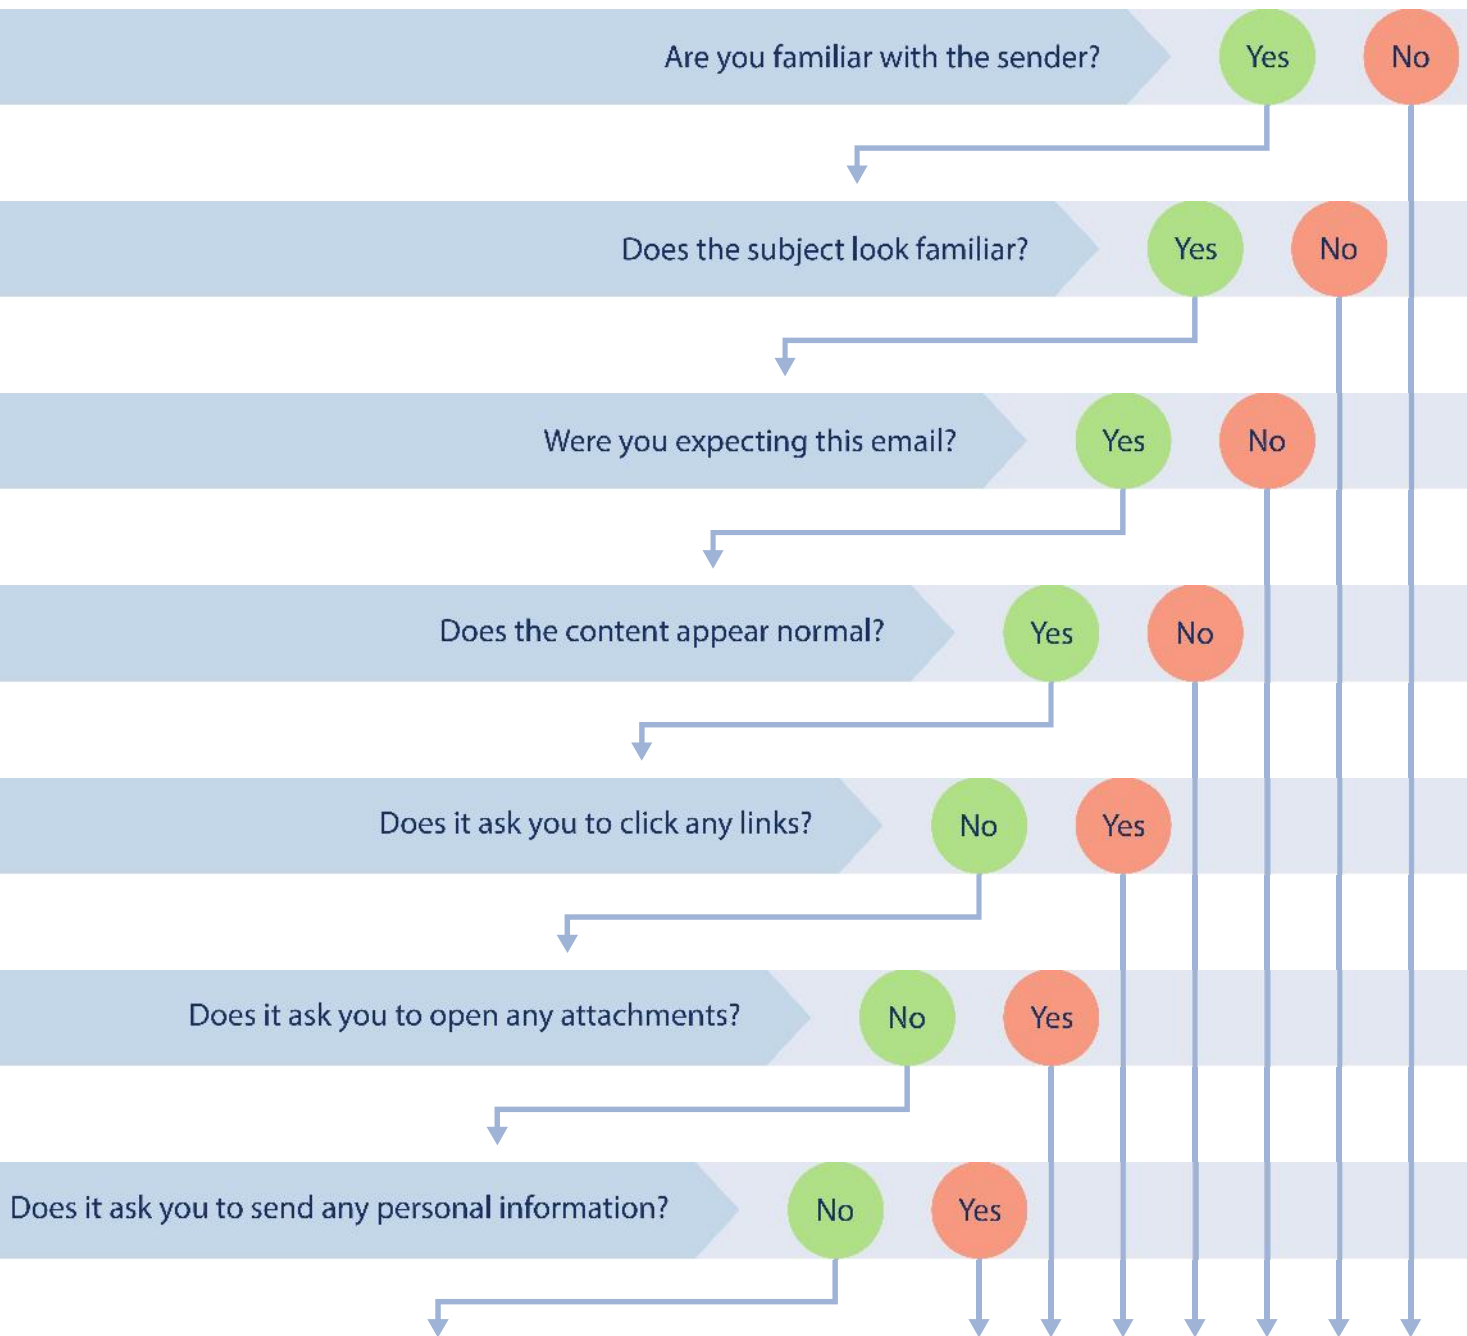 Are you familiar with the sender? Yes No
Does the subject look familiar? Yes No
Were you expecting this email? Yes No
Does the content appear normal? Yes No
Does it ask you to click any links? No Yes
Does it ask you to open any attachments? No Yes
Does it ask you to send any personal information? No Yes